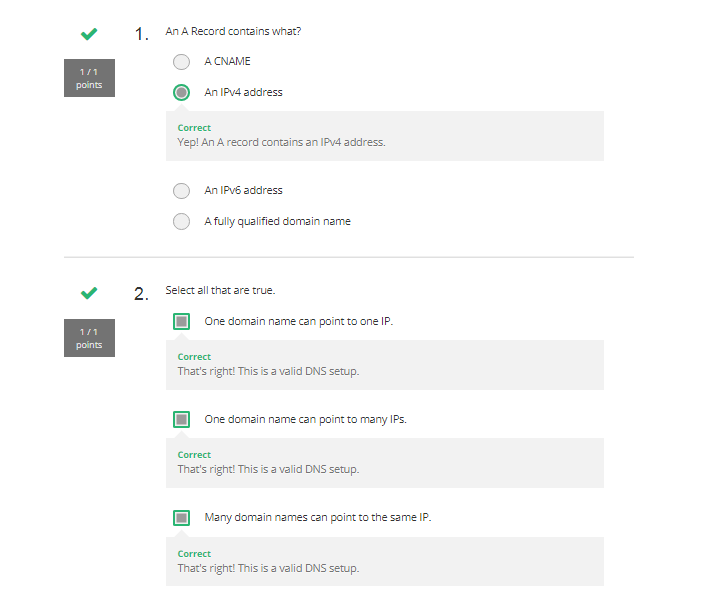 1. An A Record contains what?
1 / 1
points
A CNAME
An IPv4 address
Correct
Yep! An A record contains an IPv4 address.
An IPv6 address
A fully qualified domain name
2. Select all that are true.
1 / 1
points
One domain name can point to one IP.
Correct
That's right! This is a valid DNS setup.
One domain name can point to many IPs.
Correct
That's right! This is a valid DNS setup.
Many domain names can point to the same IP.
Correct
That's right! This is a valid DNS setup.